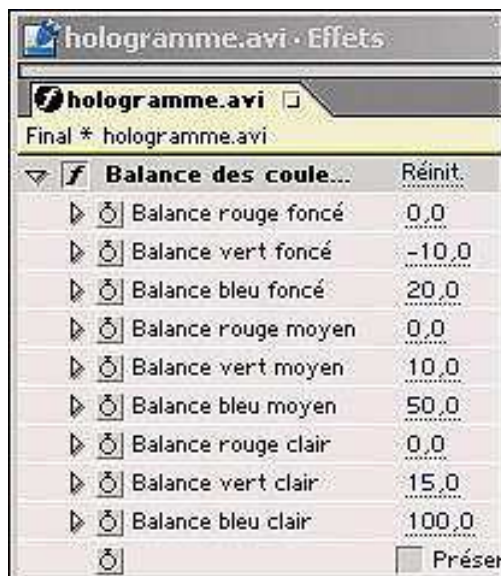 hologramme.avi · Effets
hologramme.avi
Final * hologramme.avi
Balance des coule... Réinit.
Balance rouge foncé 0,0
Balance vert foncé -10,0
Balance bleu foncé 20,0
Balance rouge moyen 0,0
Balance vert moyen 10,0
Balance bleu moyen 50,0
Balance rouge clair 0,0
Balance vert clair 15,0
Balance bleu clair 100,0
Préser